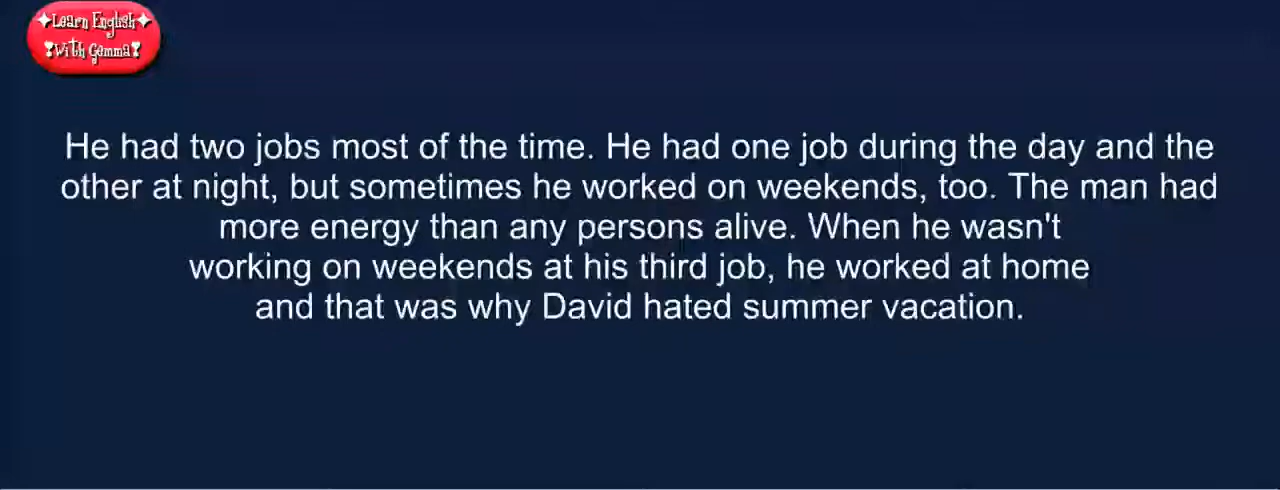 ✦Learn English✦
❣With Gemma❣
He had two jobs most of the time. He had one job during the day and the
other at night, but sometimes he worked on weekends, too. The man had
more energy than any persons alive. When he wasn't
working on weekends at his third job, he worked at home
and that was why David hated summer vacation.